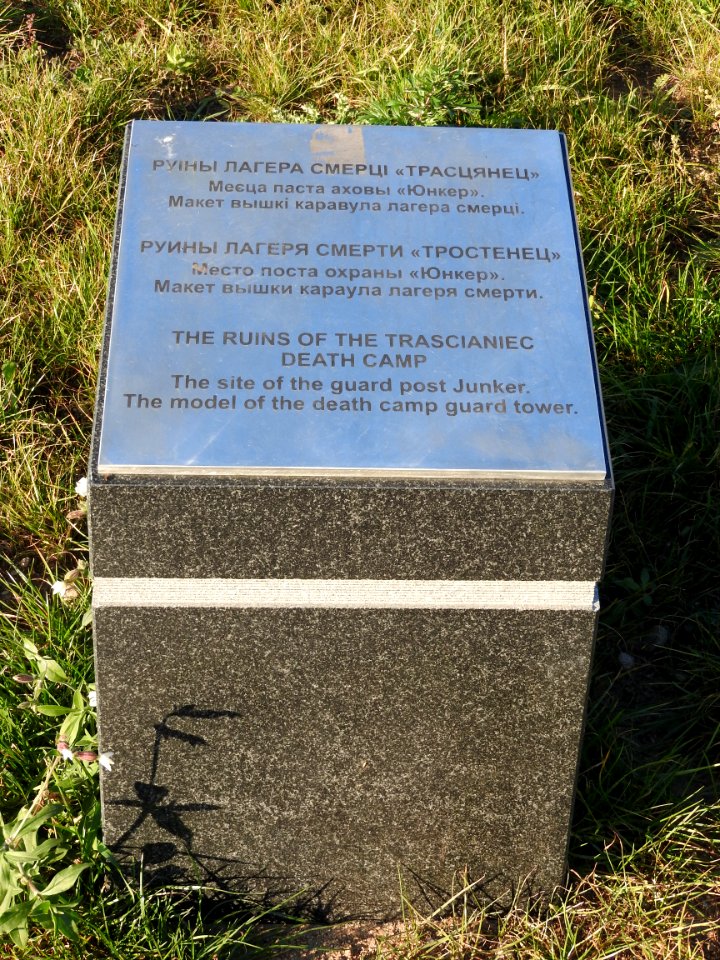 РУІНЫ ЛАГЕРА СМЕРЦІ «ТРАСЦЯНЕЦ»
Месца паста аховы «Юнкер».
Макет вышкі каравула лагера смерці.
РУИНЫ ЛАГЕРЯ СМЕРТИ «ТРОСТЕНЕЦ»
Место поста охраны «Юнкер».
Макет вышки караула лагеря смерти.
THE RUINS OF THE TRASCIANIEC
DEATH CAMP
The site of the guard post Junker.
The model of the death camp guard tower.